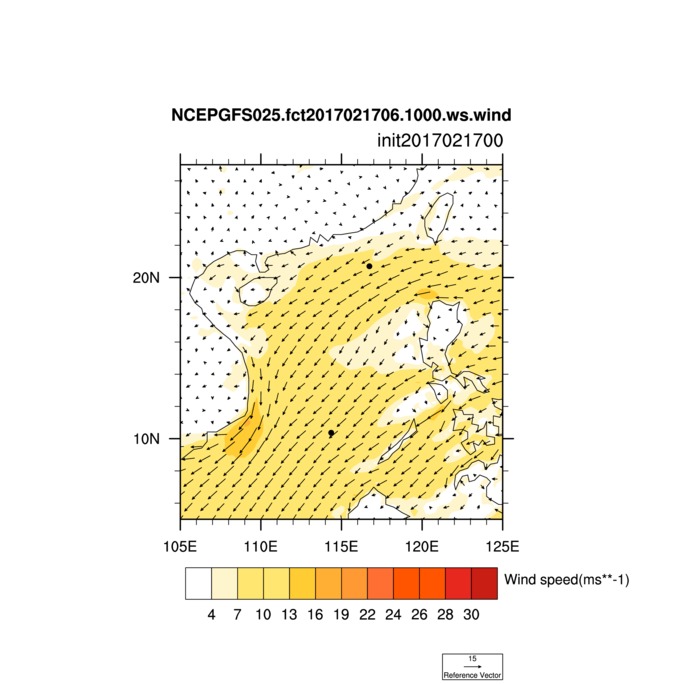 NCEPGFS025.fct2017021706.1000.ws.wind
init2017021700
20N
10N
105E 110E 115E 120E 125E
Wind speed(ms**-1)
4 7 10 13 16 19 22 24 26 28 30
15
Reference Vector